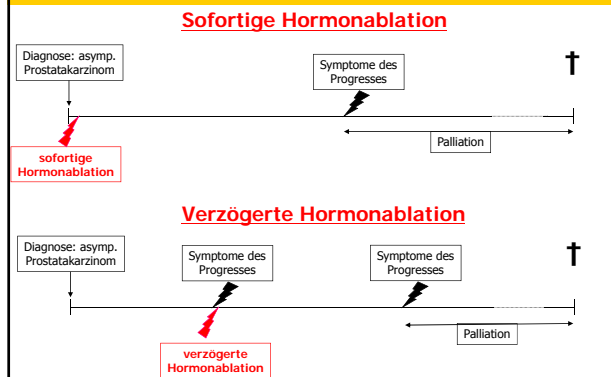 Sofortige Hormonablation
Diagnose: asymp.
Prostatakarzinom
Symptome des
Progresses
†
sofortige
Hormonablation
Palliation
Verzögerte Hormonablation
Diagnose: asymp.
Prostatakarzinom
Symptome des
Progresses
Symptome des
Progresses
†
verzögerte
Hormonablation
Palliation